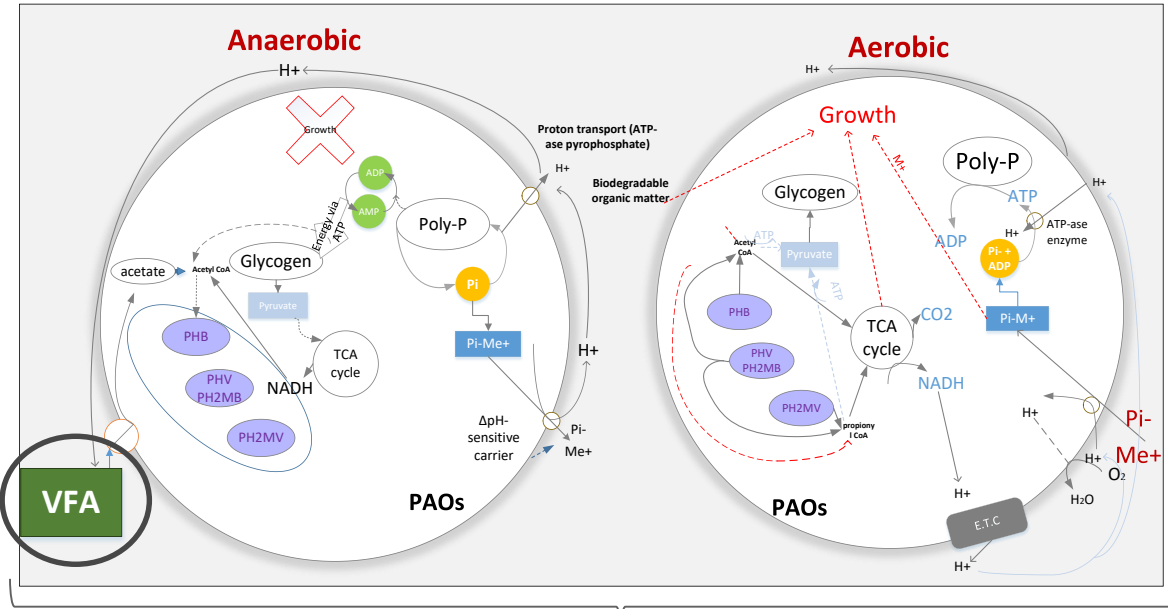 Anaerobic
H+
Growth
Proton transport (ATP-
ase pyrophosphate)
H+
ADP
AMP
Energy via
ATP
Poly-P
Glycogen
acetate
Acetyl CoA
Pi
Pyruvate
Pi-Me+
PHB
TCA
cycle
H+
NADH
PHV
PH2MB
PH2MV
ΔpH-
sensitive
carrier
Pi-
Me+
VFA
PAOs
Aerobic
H+
Growth
M+
Biodegradable
organic matter
Poly-P
Glycogen
ATP
H+
H+
ATP-ase
enzyme
ADP
Acetyl
CoA
ATP
Pyruvate
Pi- +
ADP
ATP
PHB
TCA
cycle
CO2
Pi-M+
PHV
PH2MB
NADH
PH2MV
propiony
l CoA
H+
Pi-
Me+
H+
O2
H2O
PAOs
H+
E.T.C
H+